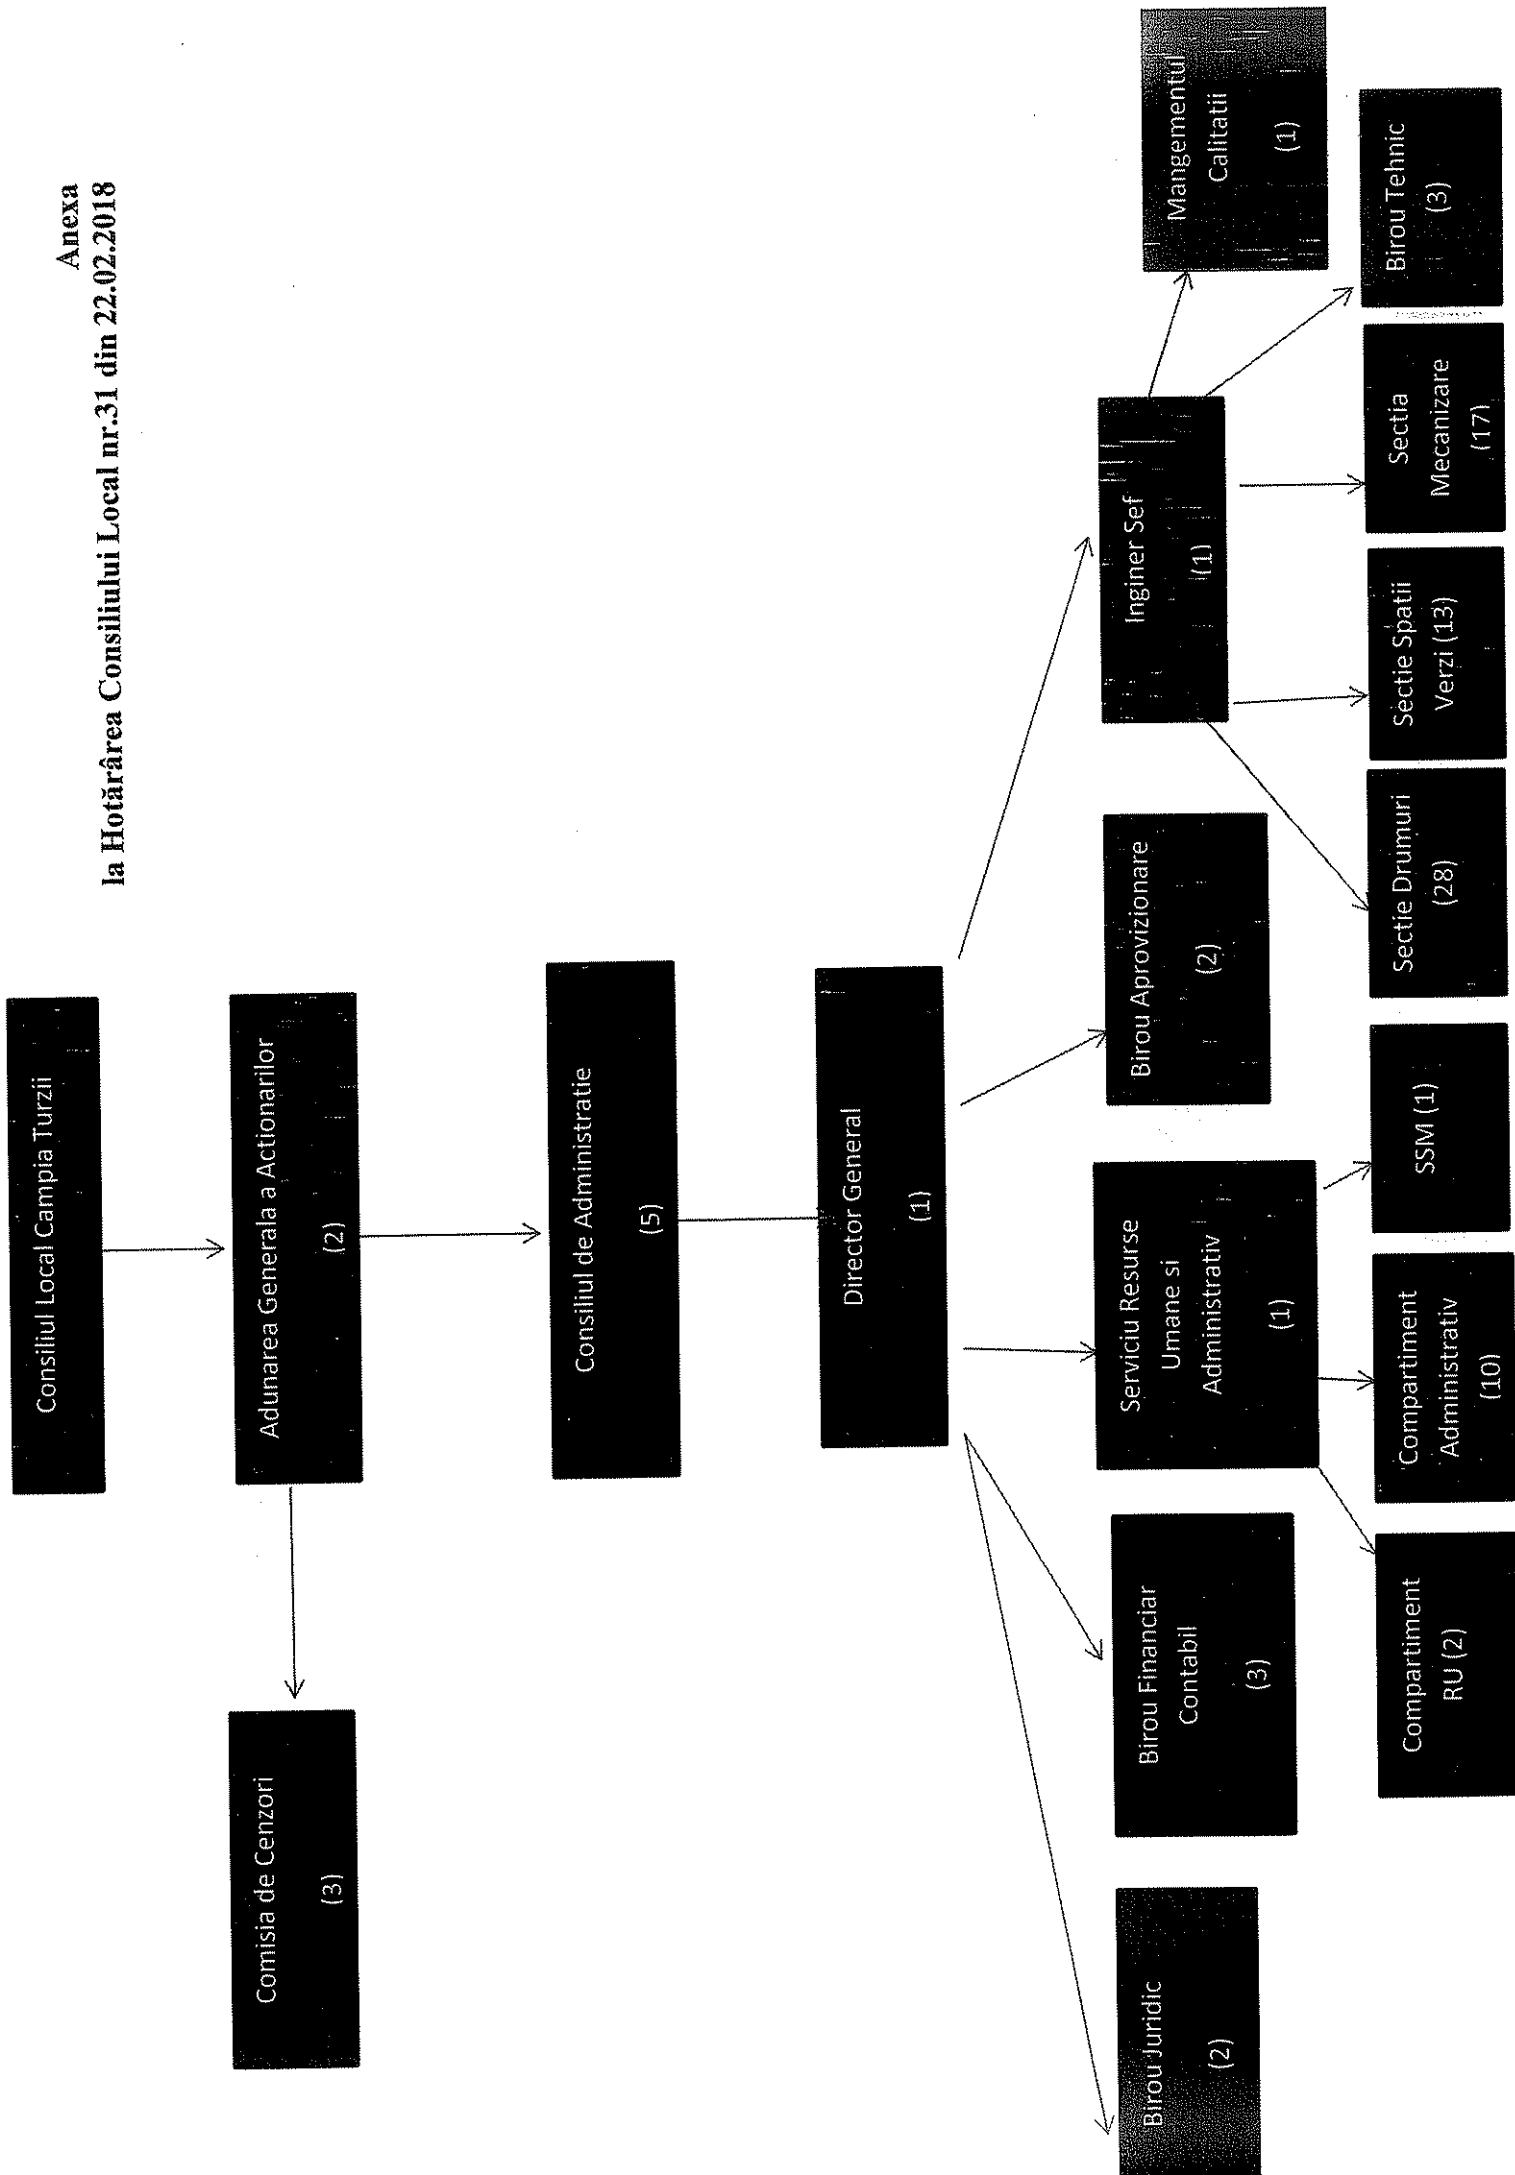 Anexa
la Hotărârea Consiliului Local nr.31 din 22.02.2018
Consiliul Local Campia Turzii
Comisia de Cenzori
(3)
Adunarea Generala a Actionarilor
(2)
Consiliul de Administratie
(5)
Director General
(1)
Birou Juridic
(2)
Birou Financiar
Contabil
(3)
Serviciu Resurse
Umane si
Administrativ
(1)
Birou Aprovizionare
(2)
Inginer Sef
(1)
Mangementul
Calitatii
(1)
Compartiment
RU (2)
Compartiment
Administrativ
(10)
SSM (1)
Sectie Drumuri
(28)
Sectie Spatii
Verzi (13)
Sectia
Mecanizare
(17)
Birou Tehnic
(3)